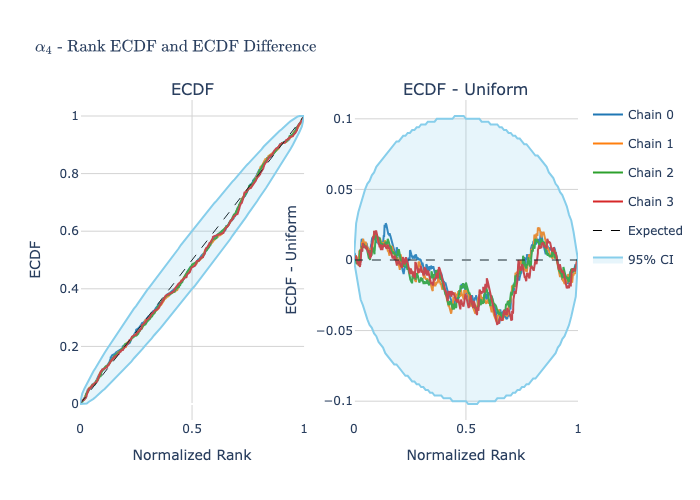 α₄ - Rank ECDF and ECDF Difference
ECDF
ECDF - Uniform
ECDF
1
0.8
0.6
0.4
0.2
0
0
0.5
1
Normalized Rank
ECDF - Uniform
0.1
0.05
0
−0.05
−0.1
0
0.5
1
Normalized Rank
Chain 0
Chain 1
Chain 2
Chain 3
Expected
95% CI